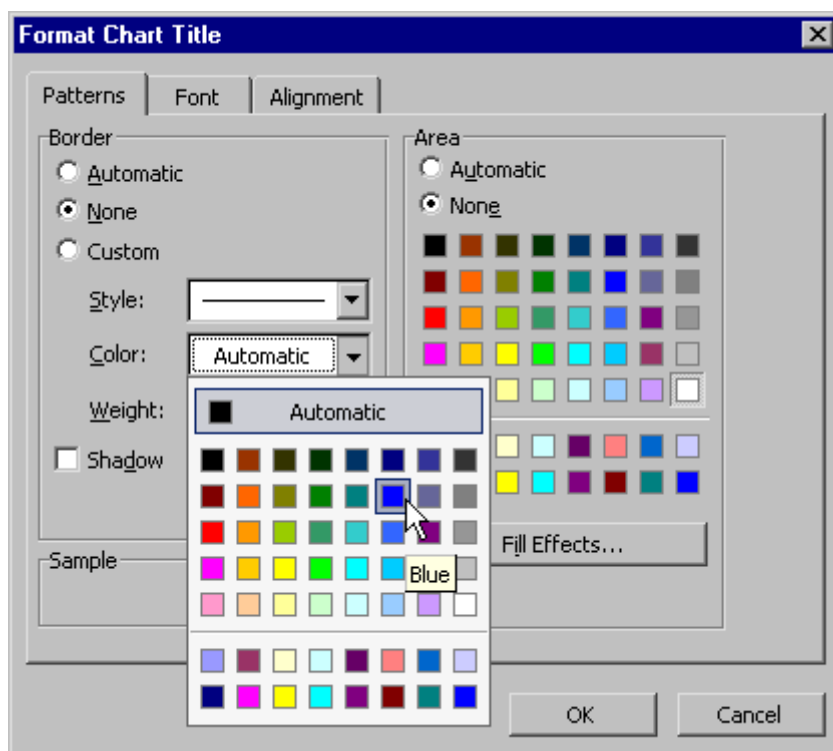 Format Chart Title
Patterns Font Alignment
Border
Automatic
None
Custom
Style:
Color: Automatic
Automatic
Weight:
Shadow
Blue
Sample
Area
Automatic
None
Fill Effects...
OK Cancel